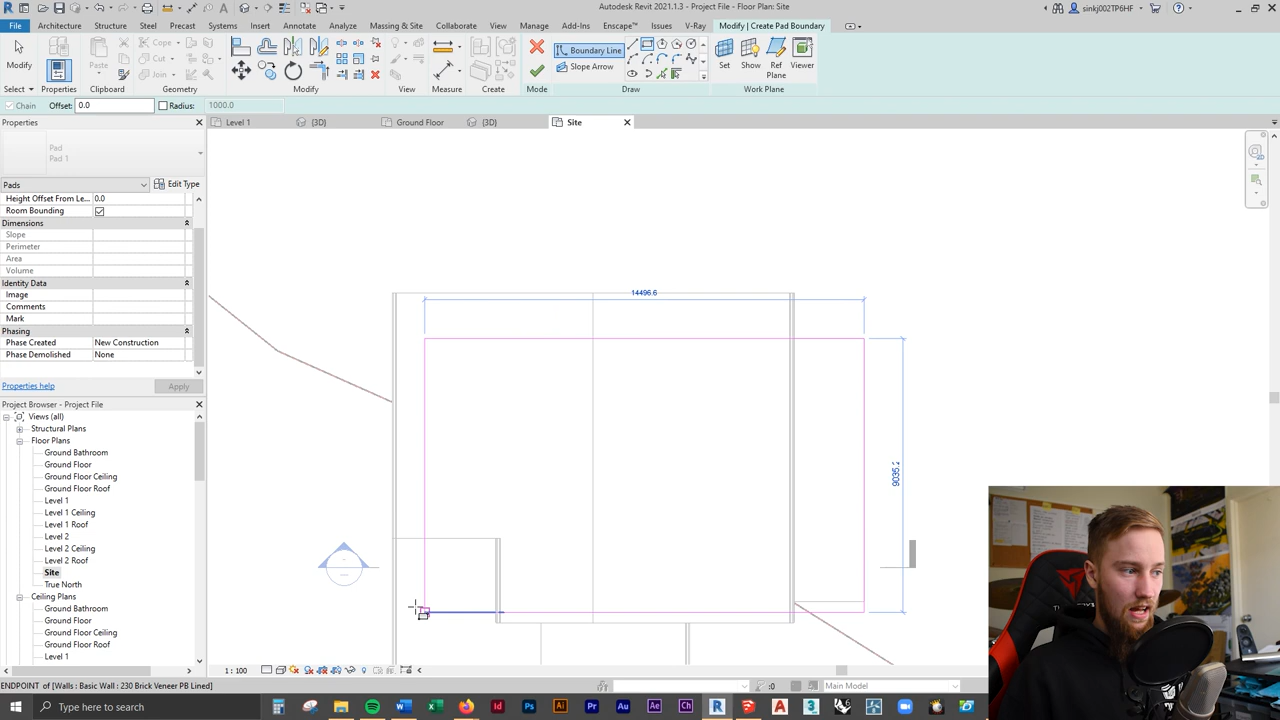 Autodesk Revit 2021.1.3 - Project File - Floor Plan: Site
sinkj002TP6HF
File Architecture Structure Steel Precast Systems Insert Annotate Analyze Massing & Site Collaborate View Manage Add-Ins Enscape™ Issues V-Ray Modify | Create Pad Boundary
Modify
Paste
Cope
Cut
Join
Boundary Line
Slope Arrow
Set Show Ref Plane Viewer
Select Properties Clipboard Geometry Modify View Measure Create Mode Draw Work Plane
Chain Offset: 0.0 Radius: 1000.0
Properties
Level 1 {3D} Ground Floor {3D} Site
Pad
Pad 1
Pads Edit Type
Height Offset From Le... 0.0
Room Bounding
Dimensions
Slope
Perimeter
Area
Volume
Identity Data
Image
Comments
Mark
Phasing
Phase Created New Construction
Phase Demolished None
Properties help Apply
Project Browser - Project File
Views (all)
Structural Plans
Floor Plans
Ground Bathroom
Ground Floor
Ground Floor Ceiling
Ground Floor Roof
Level 1
Level 1 Ceiling
Level 1 Roof
Level 2
Level 2 Ceiling
Level 2 Roof
Site
True North
Ceiling Plans
Ground Bathroom
Ground Floor
Ground Floor Ceiling
Ground Floor Roof
Level 1
14496.6
9035.2
1 : 100
ENDPOINT of [Walls : Basic Wall : 230 Brick Veneer PB Lined]
:0
Main Model
Type here to search